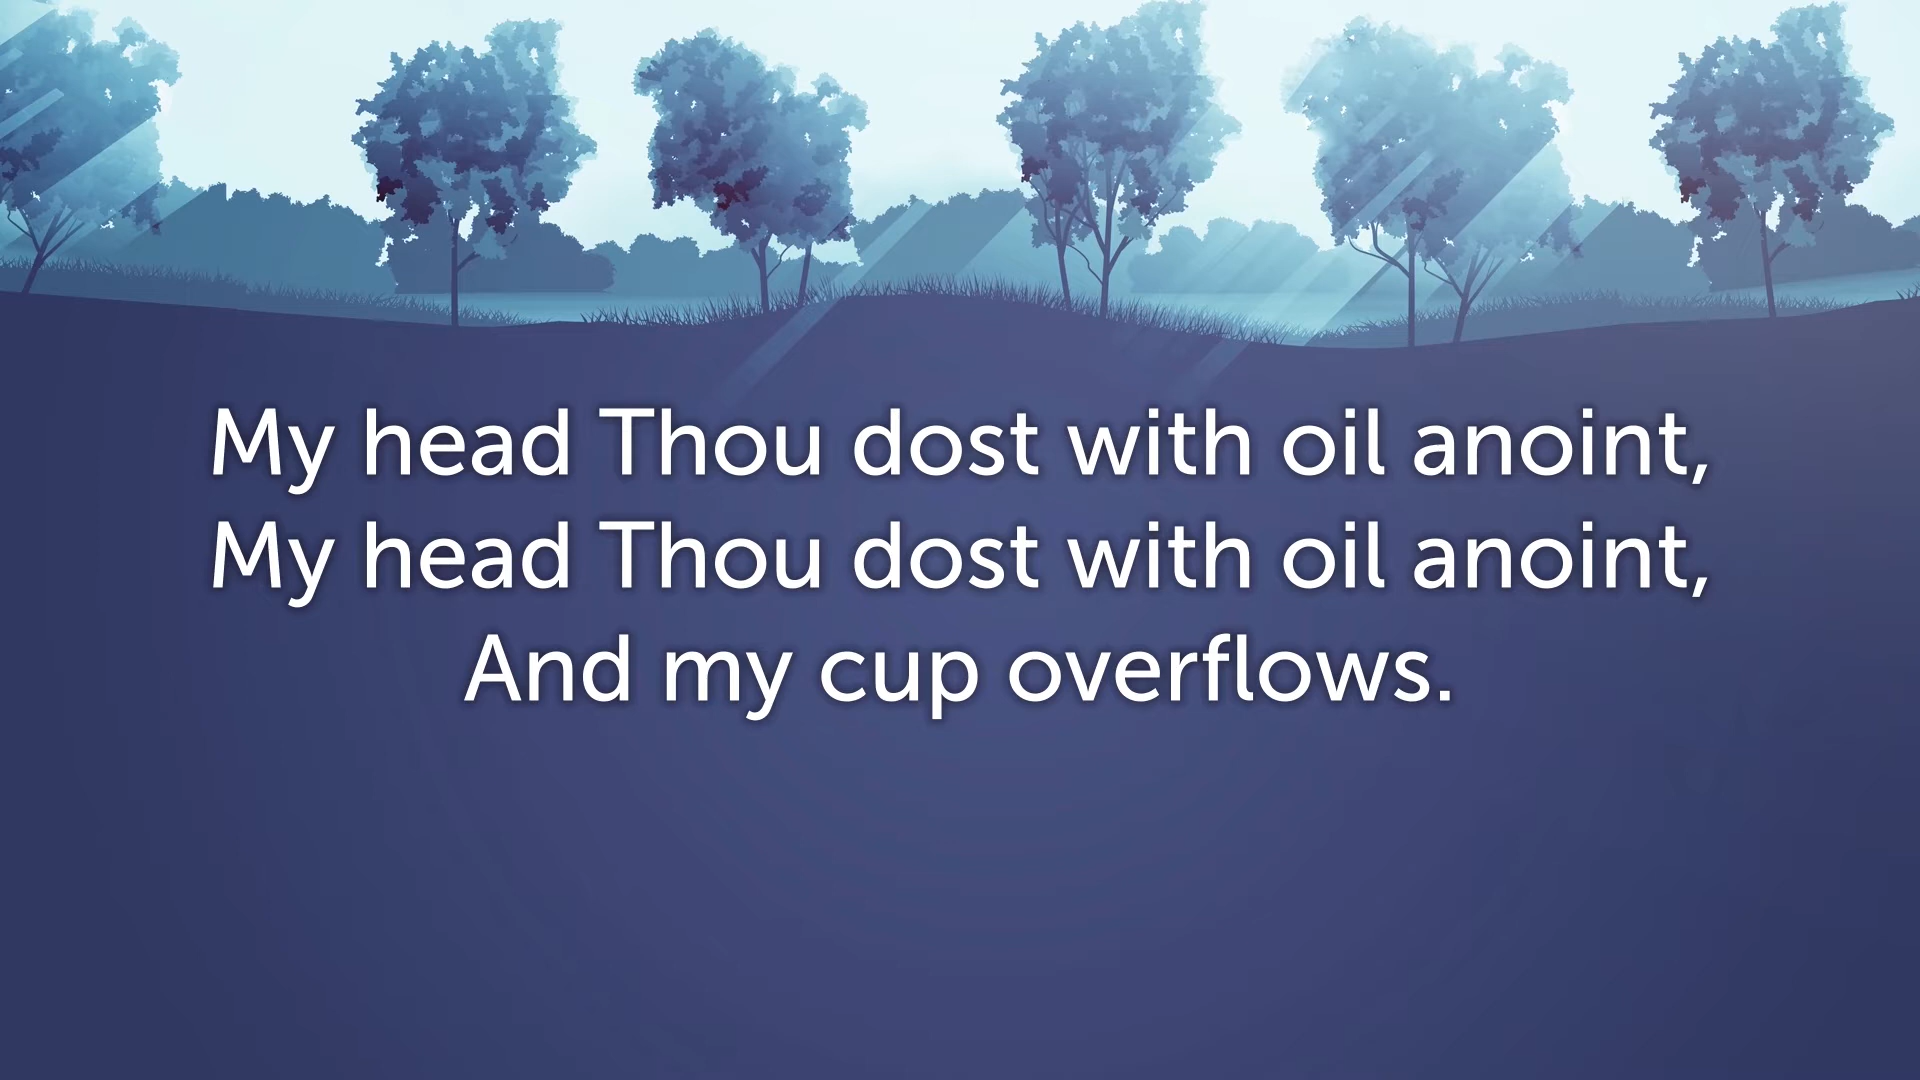 My head Thou dost with oil anoint,
My head Thou dost with oil anoint,
And my cup overflows.